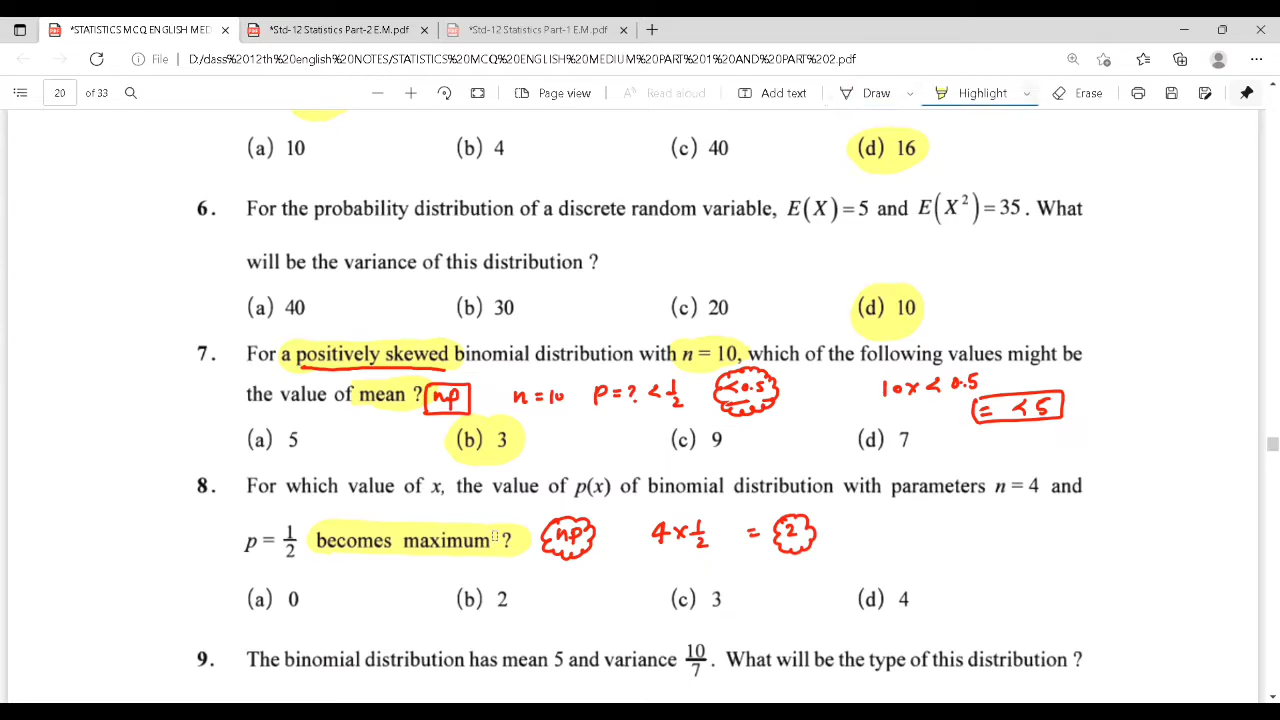 *STATISTICS MCQ ENGLISH MED
*Std-12 Statistics Part-2 E.M.pdf
*Std-12 Statistics Part-1 E.M.pdf
File D:/class%2012th%20english%20NOTES/STATISTICS%20MCQ%20ENGLISH%20MEDIUM%20PART%201%20AND%20PART%202.pdf
20 of 33 Page view Read aloud Add text Draw Highlight Erase
(a) 10 (b) 4 (c) 40 (d) 16
6. For the probability distribution of a discrete random variable, E(X) = 5 and E(X²) = 35. What
will be the variance of this distribution ?
(a) 40 (b) 30 (c) 20 (d) 10
7. For a positively skewed binomial distribution with n = 10, which of the following values might be
the value of mean ? np n = 10 p = ? < 1/2 < 0.5 10 x < 0.5
= < 5
(a) 5 (b) 3 (c) 9 (d) 7
8. For which value of x, the value of p(x) of binomial distribution with parameters n = 4 and
p = 1/2 becomes maximum ? np 4 x 1/2 = 2
(a) 0 (b) 2 (c) 3 (d) 4
9. The binomial distribution has mean 5 and variance 10/7. What will be the type of this distribution ?